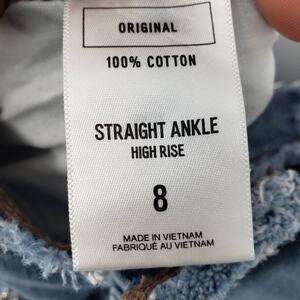 ORIGINAL
100% COTTON
STRAIGHT ANKLE
HIGH RISE
8
MADE IN VIETNAM
FABRIQUÉ AU VIETNAM